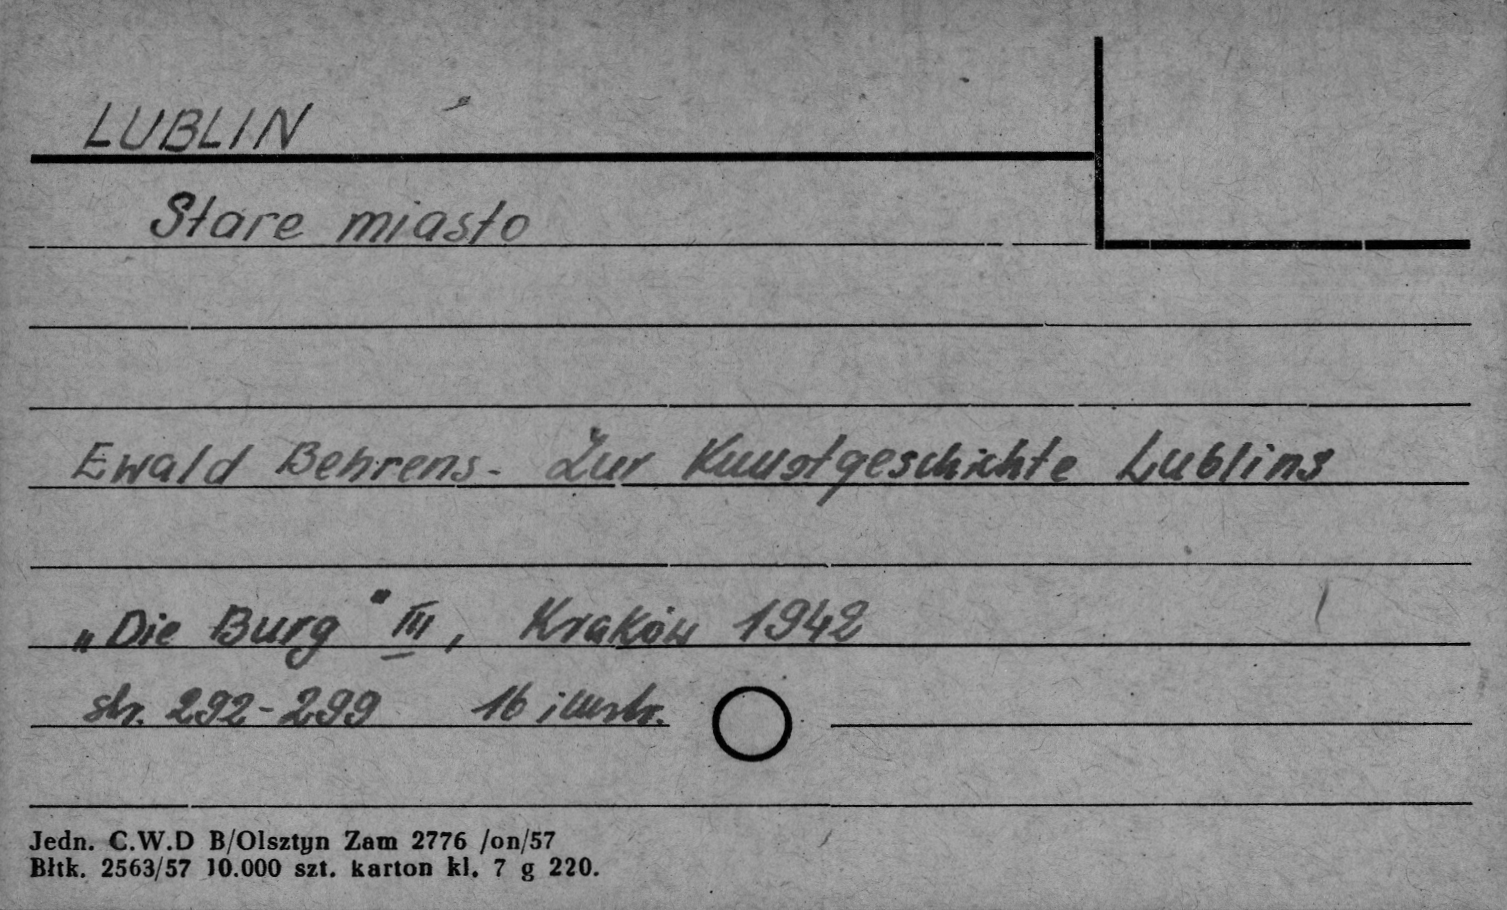 LUBLIN
Stare miasto
Ewald Behrens - Zur Kunstgeschichte Lublins
„Die Burg" III, Kraków 1942
str. 292-299 16 illustr.
Jedn. C.W.D B/Olsztyn Zam 2776 /on/57
Błtk. 2563/57 10.000 szt. karton kl. 7 g 220.